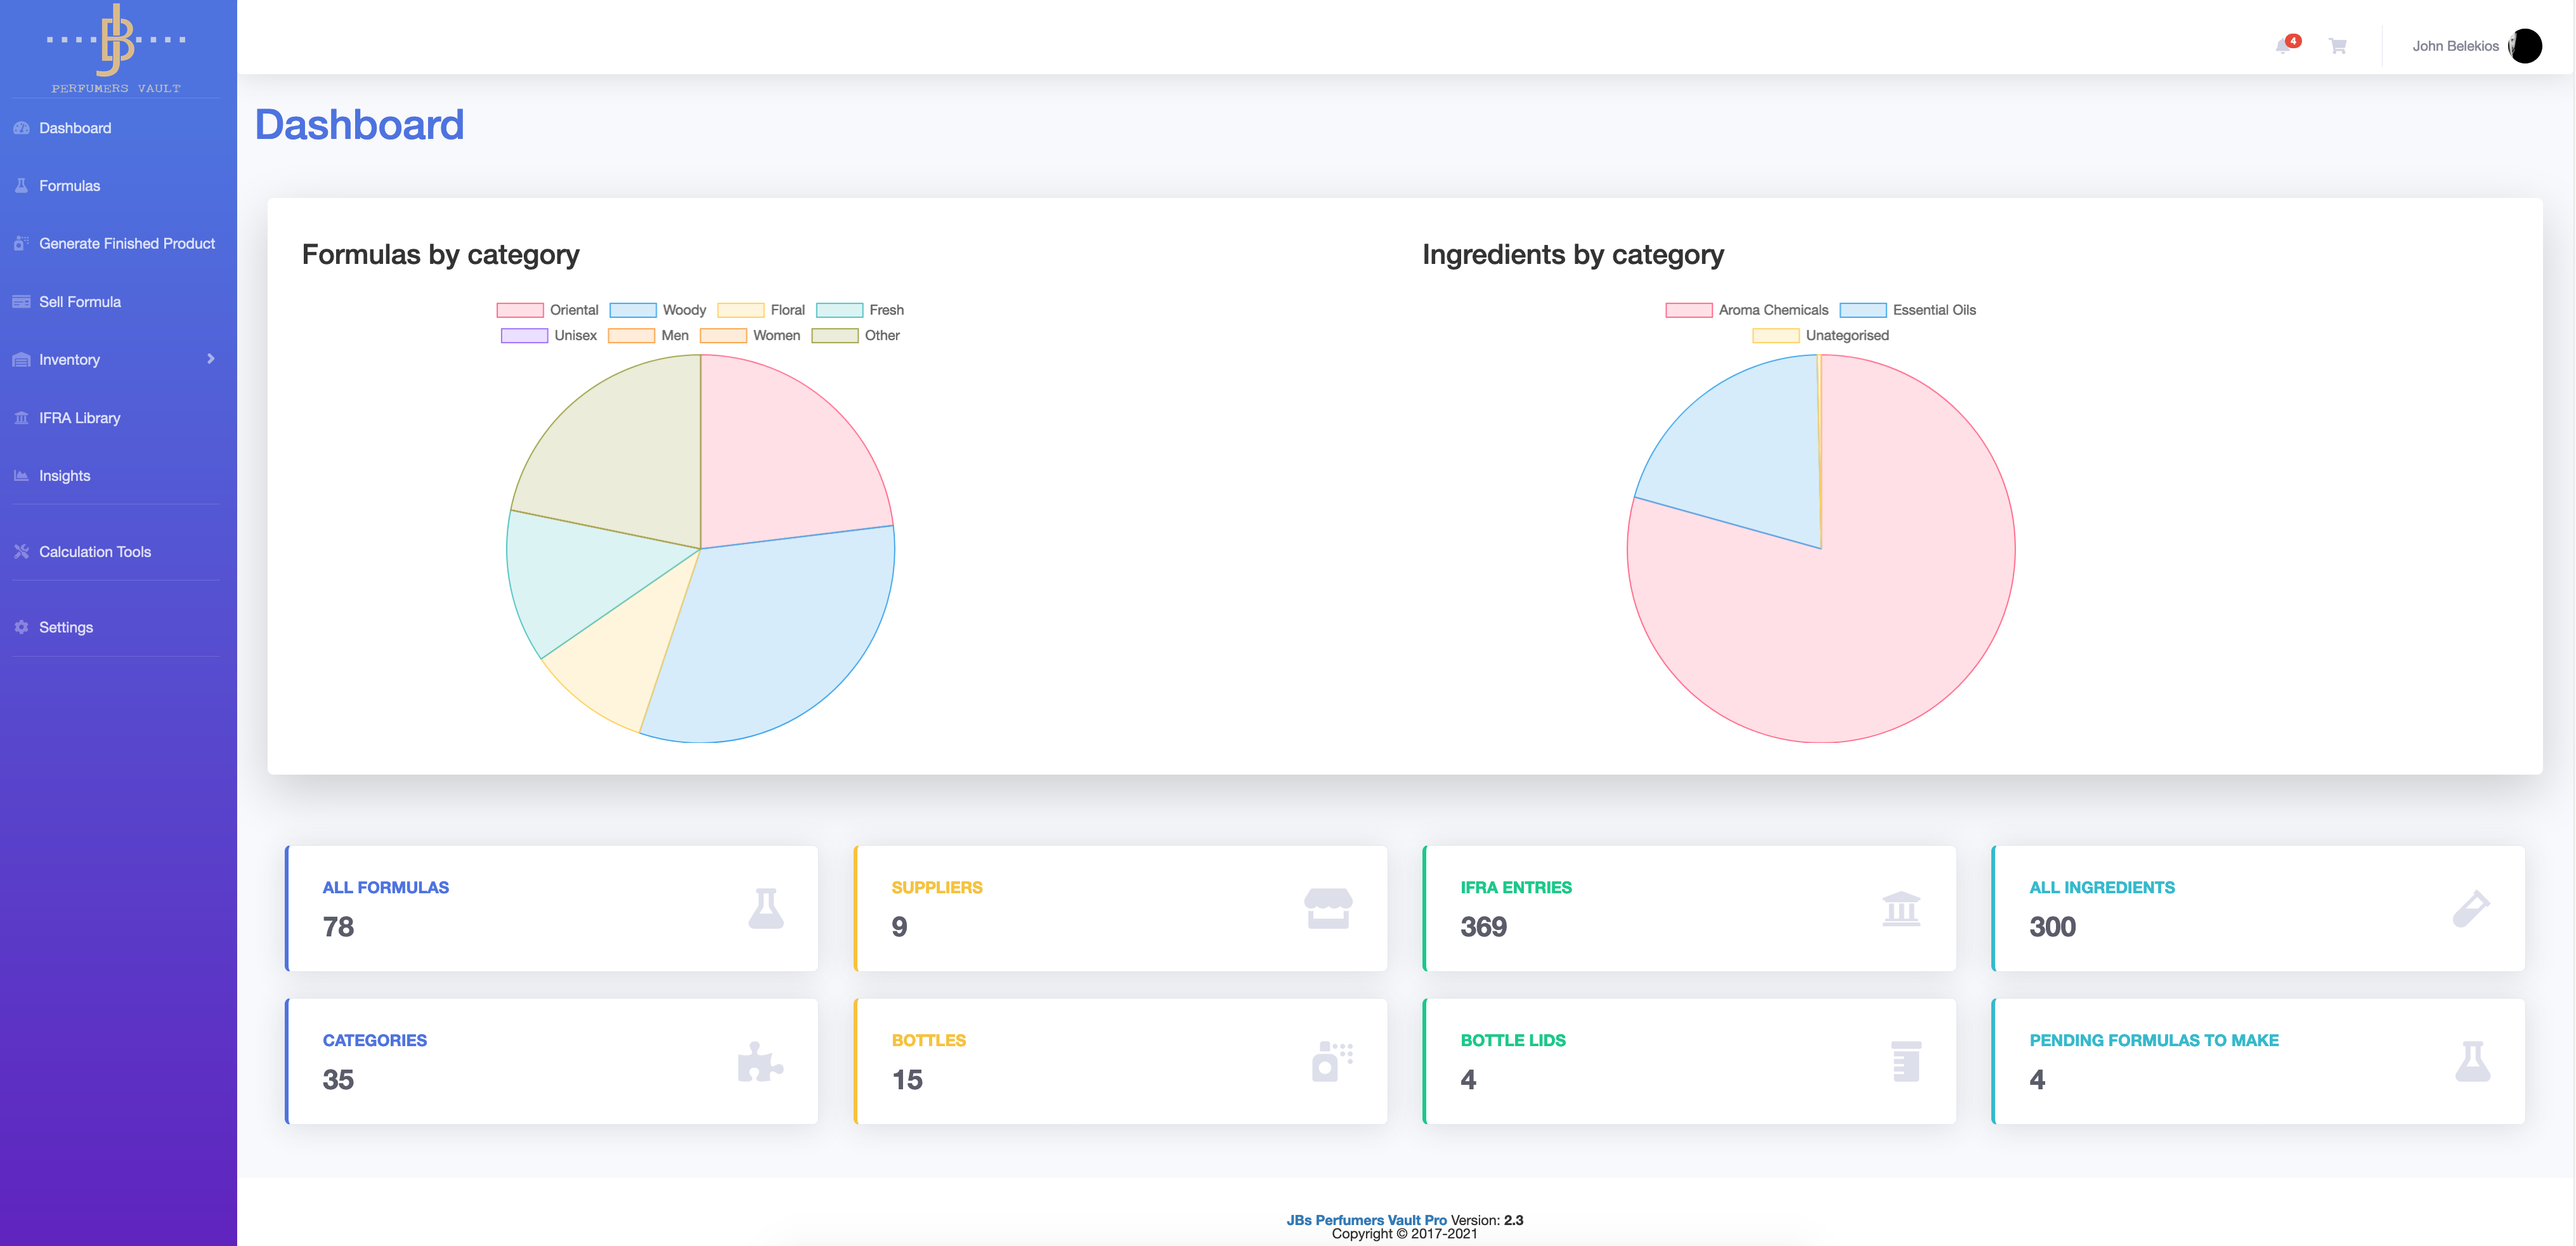 JB
PERFUMERS VAULT
Dashboard
Formulas
Generate Finished Product
Sell Formula
Inventory
IFRA Library
Insights
Calculation Tools
Settings
4
John Belekios
Dashboard
Formulas by category
Oriental Woody Floral Fresh
Unisex Men Women Other
Ingredients by category
Aroma Chemicals Essential Oils
Unategorised
ALL FORMULAS
78
SUPPLIERS
9
IFRA ENTRIES
369
ALL INGREDIENTS
300
CATEGORIES
35
BOTTLES
15
BOTTLE LIDS
4
PENDING FORMULAS TO MAKE
4
JBs Perfumers Vault Pro Version: 2.3
Copyright © 2017-2021